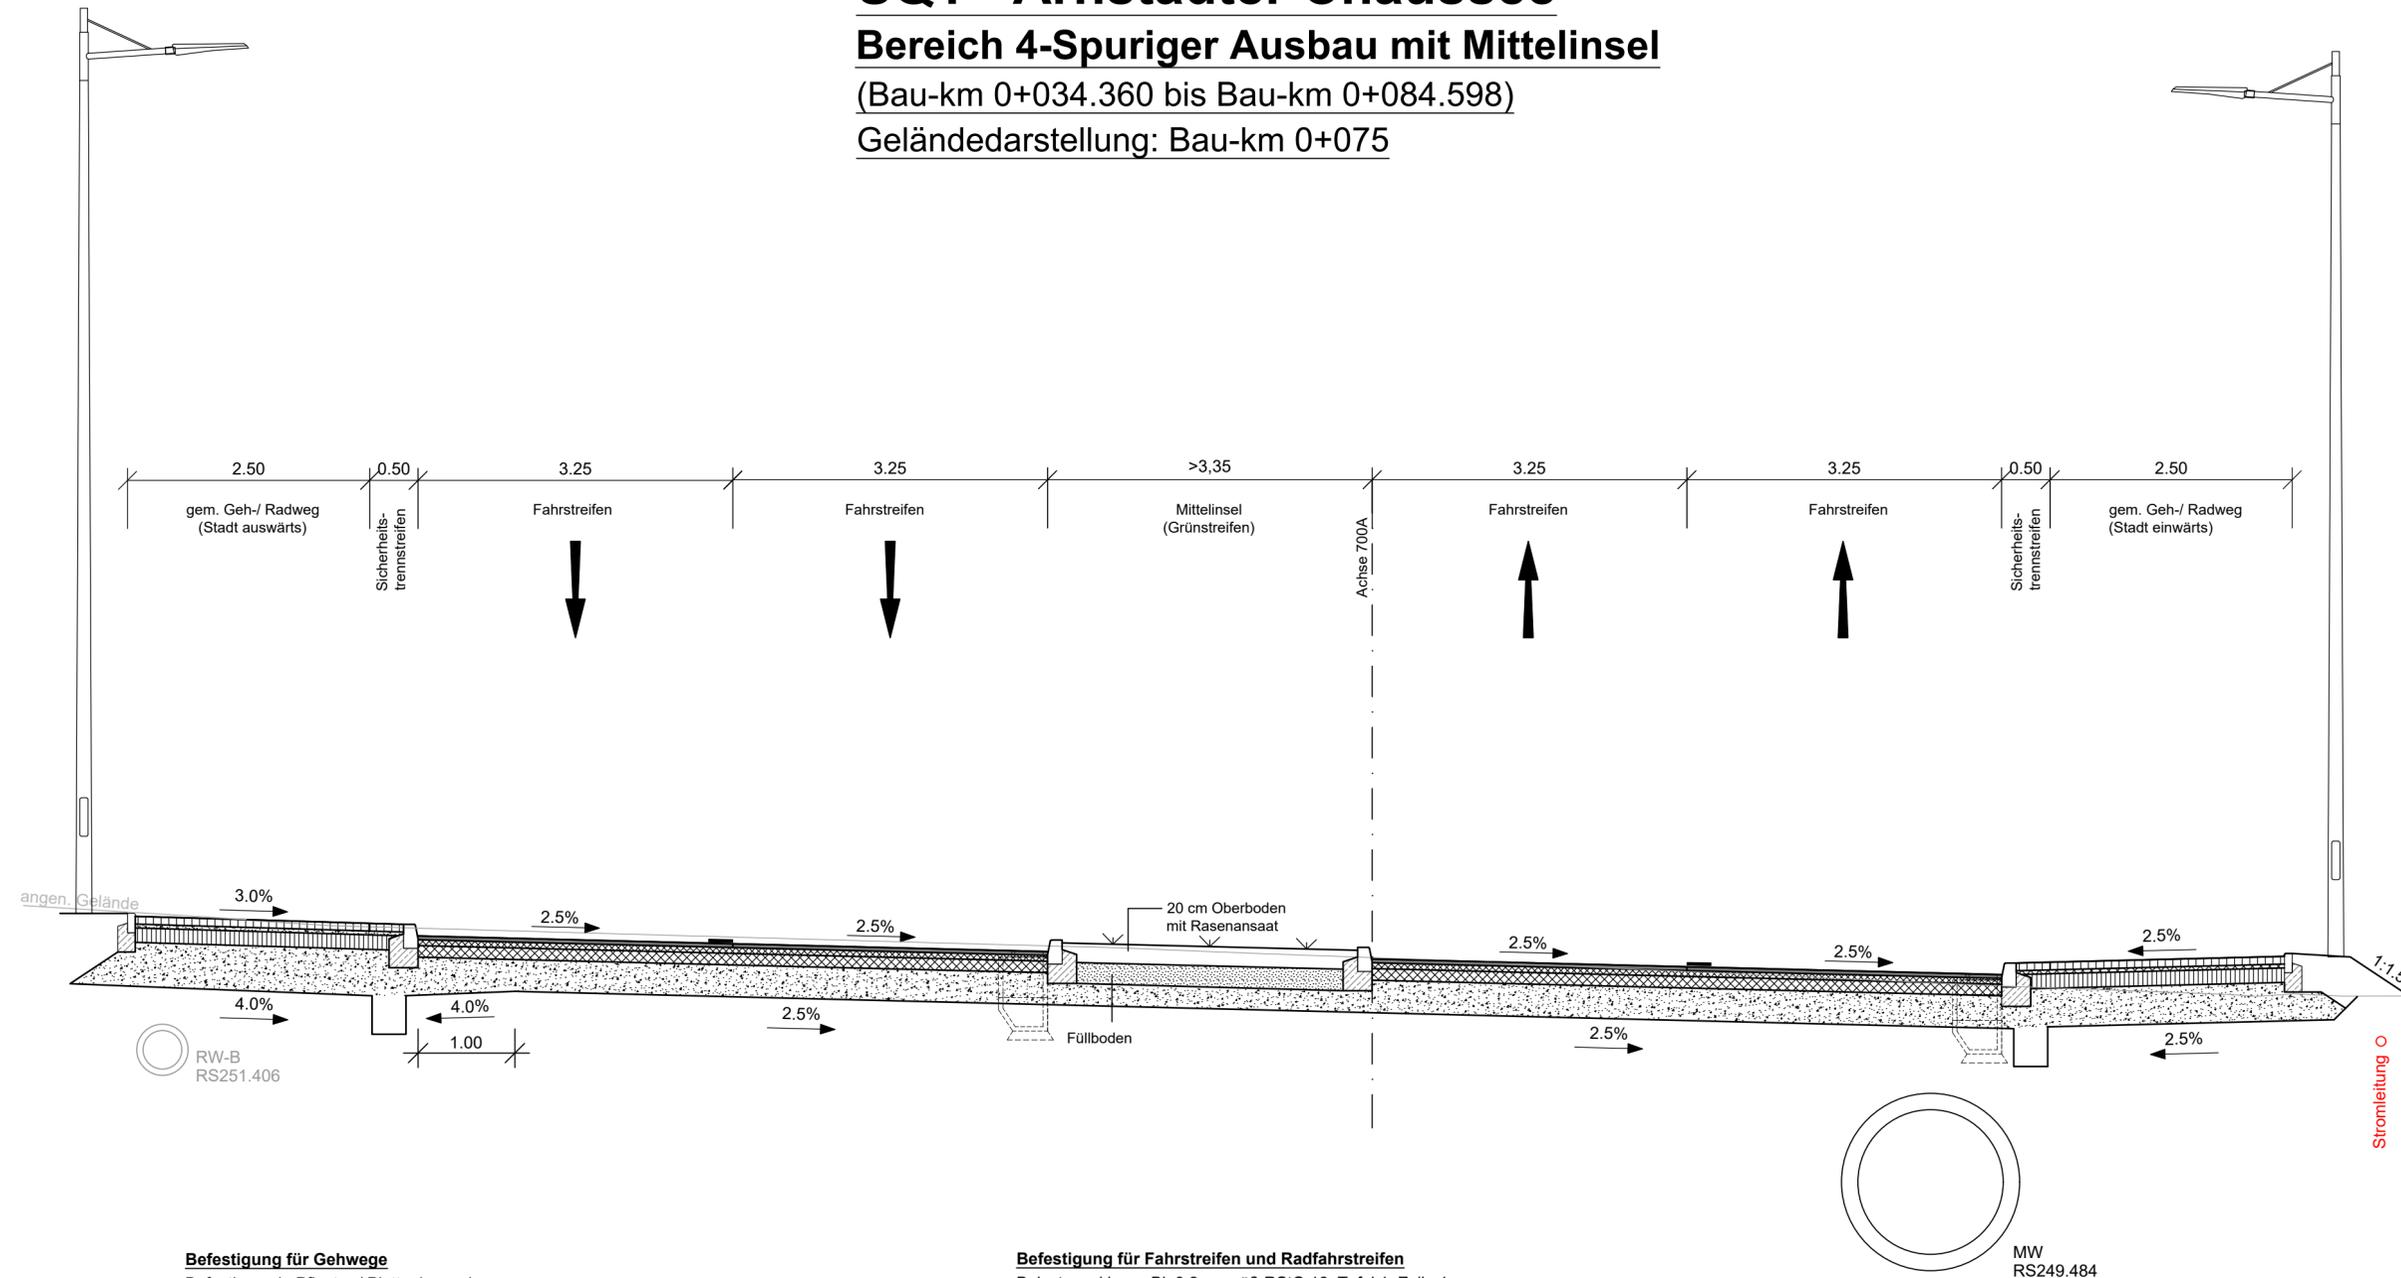 Bereich 4-Spuriger Ausbau mit Mittelinsel
(Bau-km 0+034.360 bis Bau-km 0+084.598)
Geländedarstellung: Bau-km 0+075
2.50
0.50
3.25
3.25
>3,35
3.25
3.25
0.50
2.50
gem. Geh-/ Radweg
(Stadt auswärts)
Sicherheits-
trennstreifen
Fahrstreifen
Fahrstreifen
Mittelinsel
(Grünstreifen)
Achse 700A
Fahrstreifen
Fahrstreifen
Sicherheits-
trennstreifen
gem. Geh-/ Radweg
(Stadt einwärts)
angen. Gelände
3.0%
2.5%
2.5%
20 cm Oberboden
mit Rasenansaat
2.5%
2.5%
2.5%
1:1.5
4.0%
4.0%
2.5%
Füllboden
2.5%
2.5%
1.00
RW-B
RS251.406
Stromleitung
MW
RS249.484
Befestigung für Gehwege
Befestigung für Fahrstreifen und Radfahrstreifen